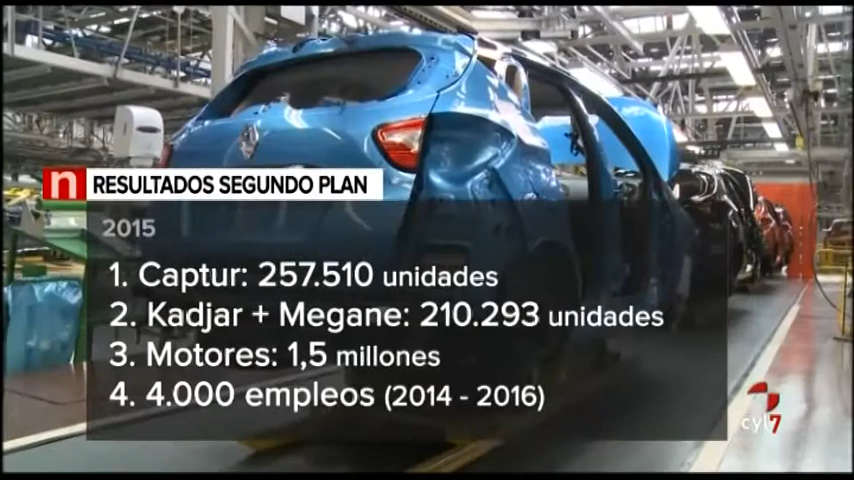 n RESULTADOS SEGUNDO PLAN
2015
1. Captur: 257.510 unidades
2. Kadjar + Megane: 210.293 unidades
3. Motores: 1,5 millones
4. 4.000 empleos (2014 - 2016)
cyl7